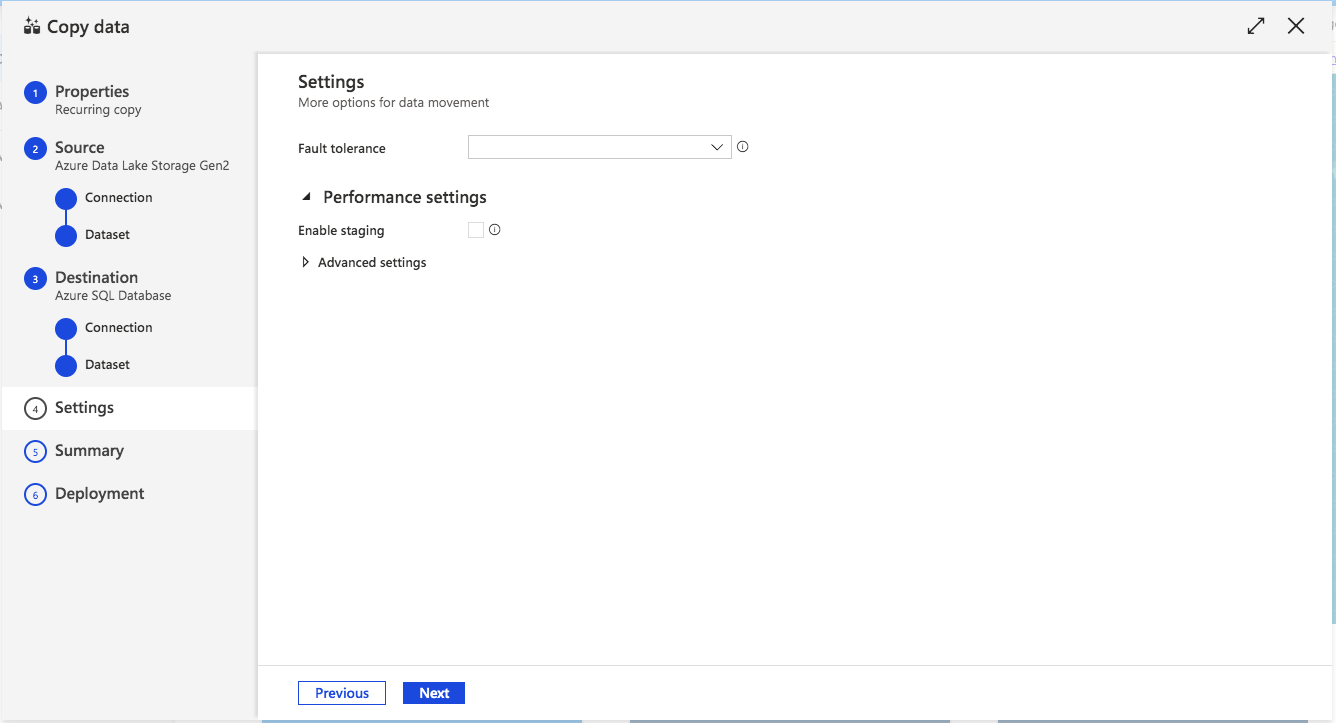 Copy data
1 Properties
Recurring copy
2 Source
Azure Data Lake Storage Gen2
Connection
Dataset
3 Destination
Azure SQL Database
Connection
Dataset
4 Settings
5 Summary
6 Deployment
Settings
More options for data movement
Fault tolerance
Performance settings
Enable staging
Advanced settings
Previous
Next